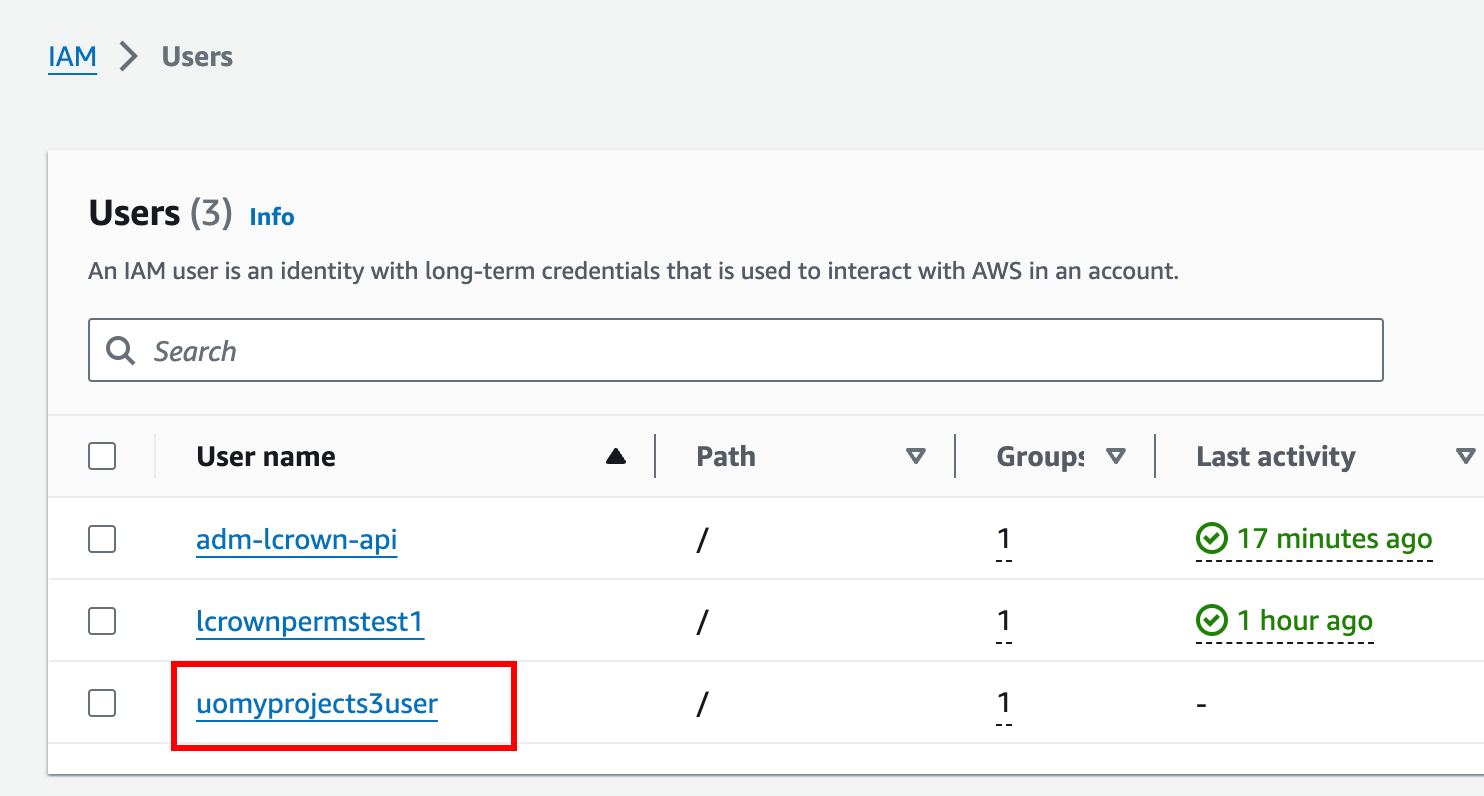 IAM > Users
Users (3) Info
An IAM user is an identity with long-term credentials that is used to interact with AWS in an account.
Search
User name Path Groups Last activity
adm-lcrown-api / 1 17 minutes ago
lcrownpermstest1 / 1 1 hour ago
uomyprojects3user / 1 -